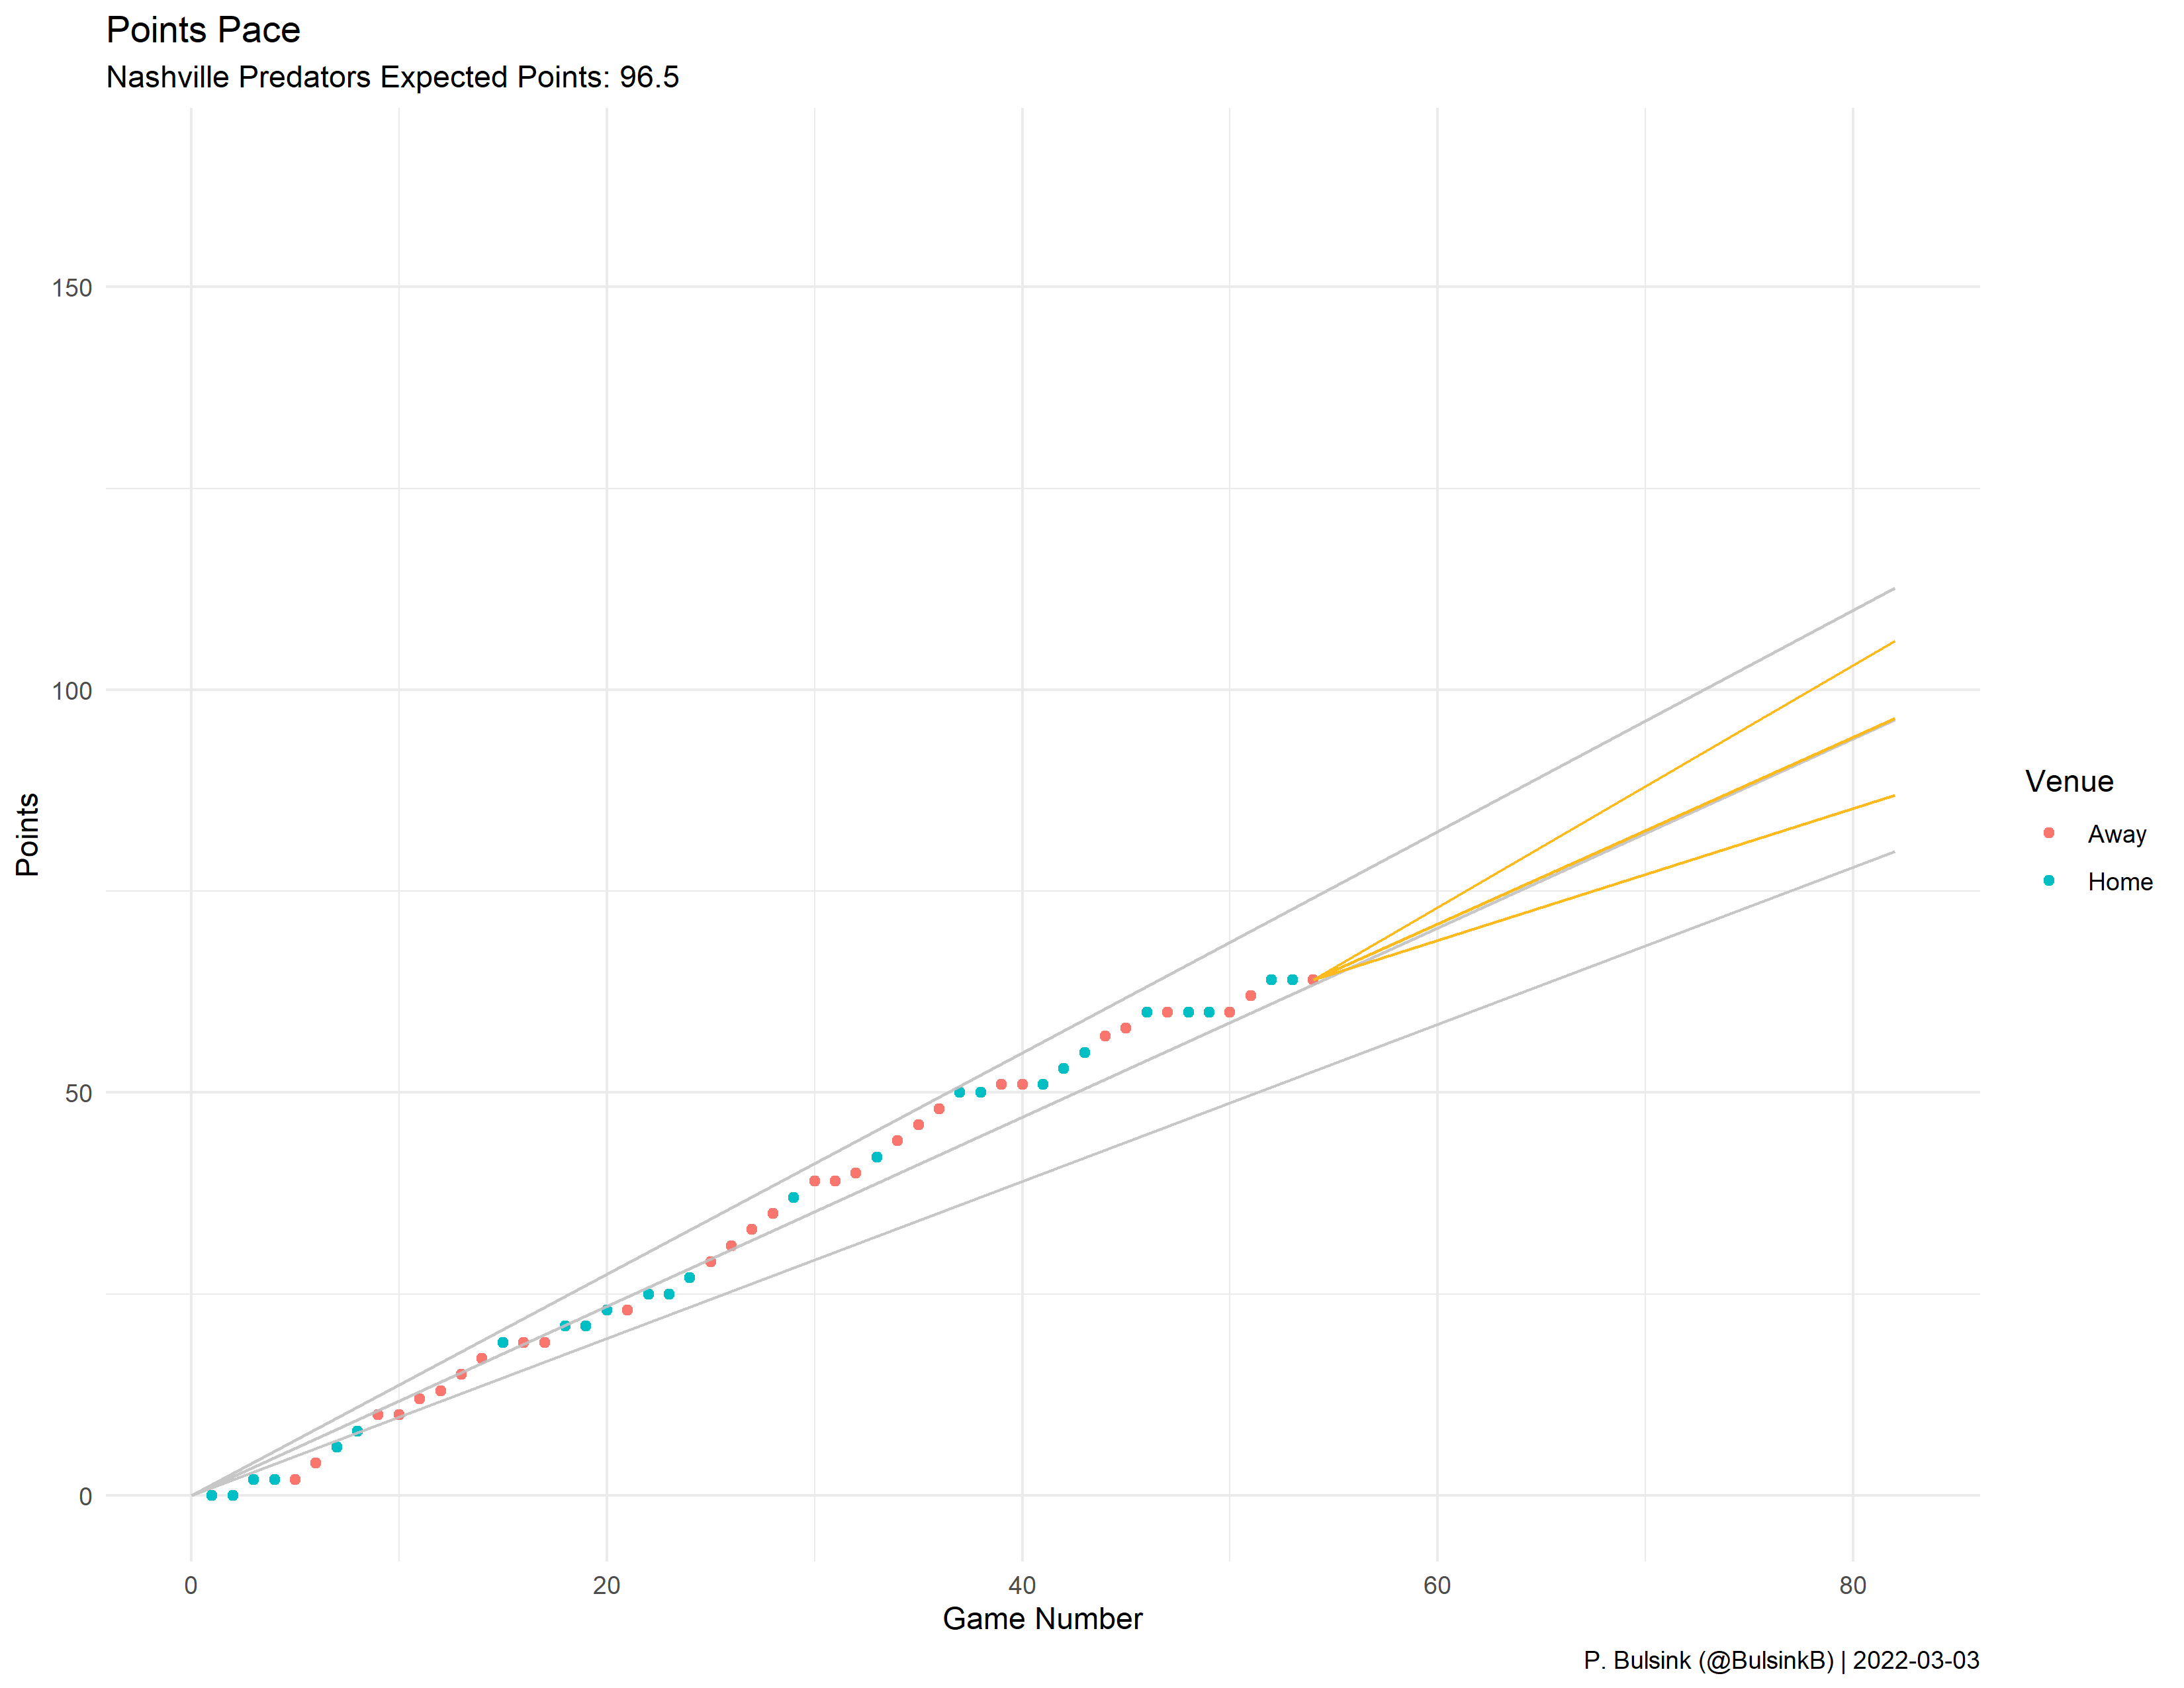 Points Pace
Nashville Predators Expected Points: 96.5
150
100
50
0
Points
0 20 40 60 80
Game Number
Venue
Away
Home
P. Bulsink (@BulsinkB) | 2022-03-03